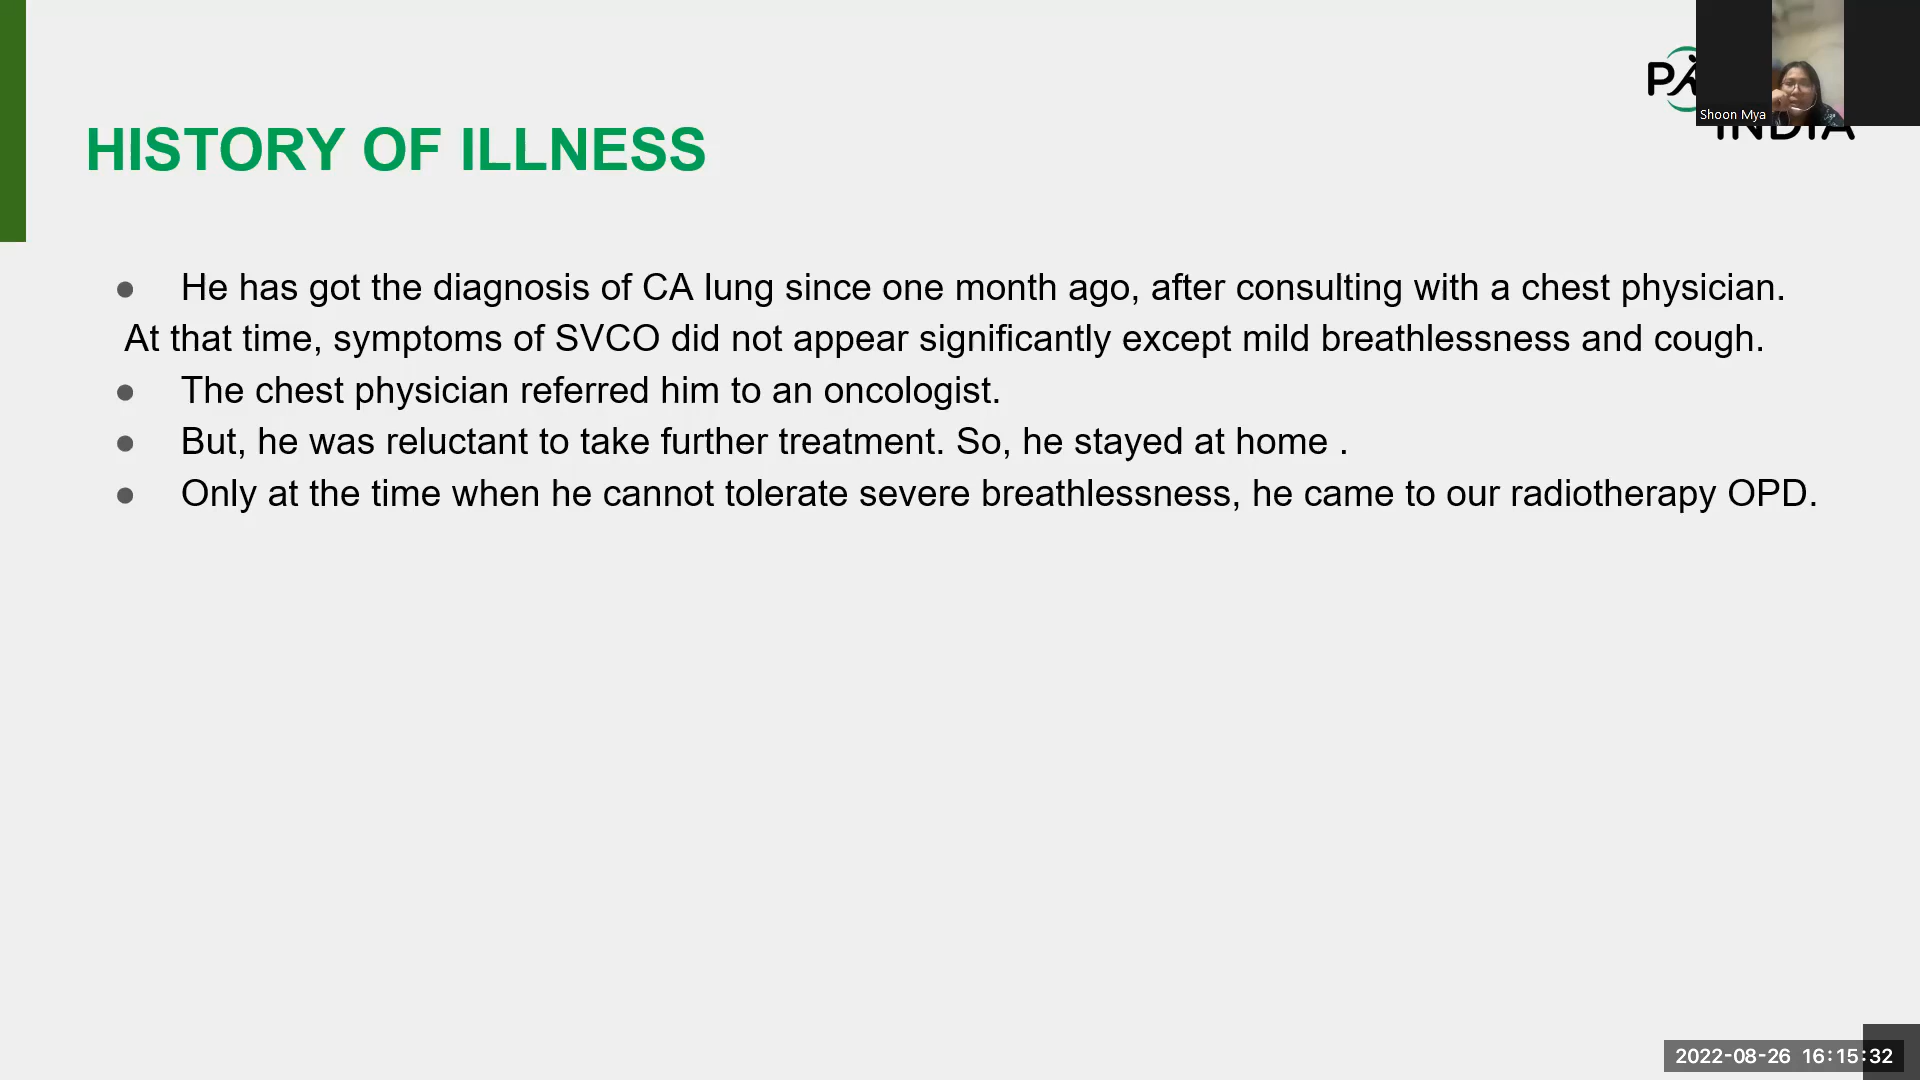 Shoon Mya
INDIA
HISTORY OF ILLNESS
He has got the diagnosis of CA lung since one month ago, after consulting with a chest physician.
At that time, symptoms of SVCO did not appear significantly except mild breathlessness and cough.
The chest physician referred him to an oncologist.
But, he was reluctant to take further treatment. So, he stayed at home .
Only at the time when he cannot tolerate severe breathlessness, he came to our radiotherapy OPD.
2022-08-26 16:15:32